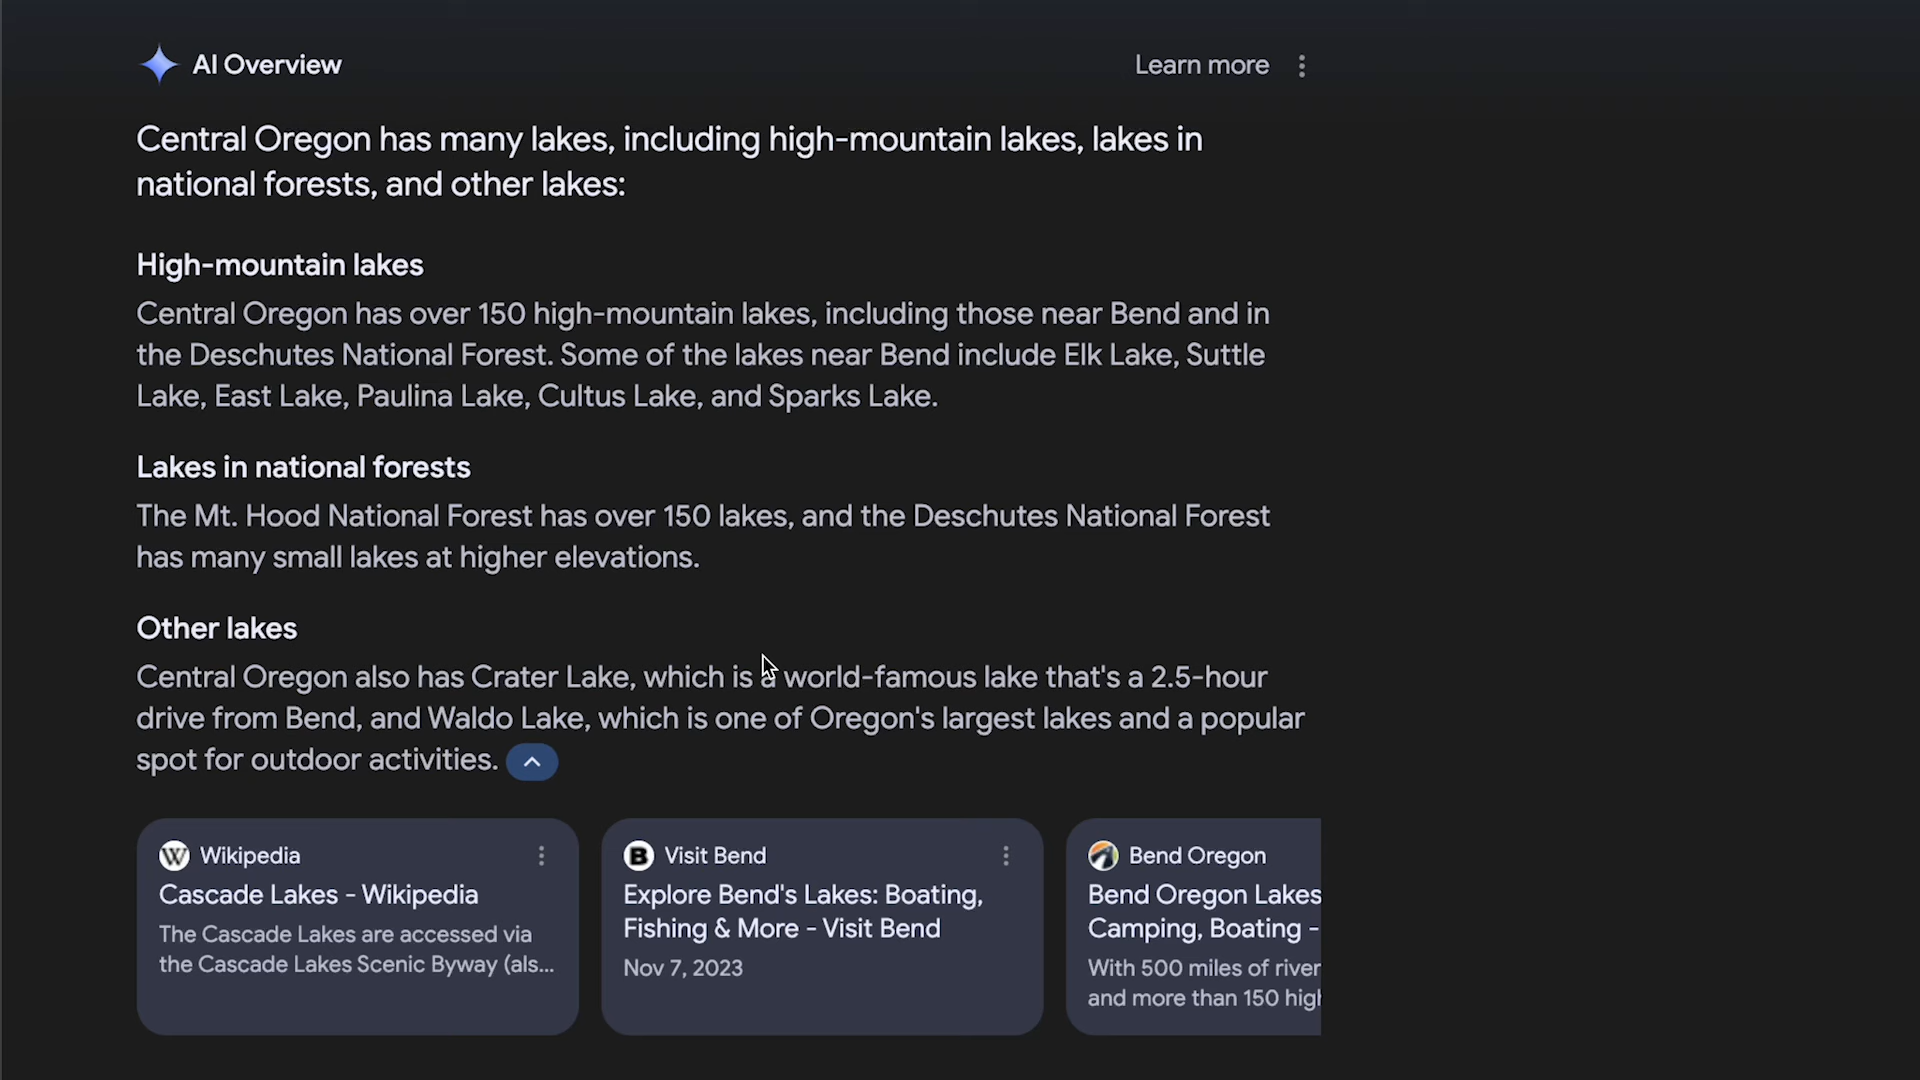 AI Overview
Learn more
Central Oregon has many lakes, including high-mountain lakes, lakes in
national forests, and other lakes:
High-mountain lakes
Central Oregon has over 150 high-mountain lakes, including those near Bend and in
the Deschutes National Forest. Some of the lakes near Bend include Elk Lake, Suttle
Lake, East Lake, Paulina Lake, Cultus Lake, and Sparks Lake.
Lakes in national forests
The Mt. Hood National Forest has over 150 lakes, and the Deschutes National Forest
has many small lakes at higher elevations.
Other lakes
Central Oregon also has Crater Lake, which is a world-famous lake that's a 2.5-hour
drive from Bend, and Waldo Lake, which is one of Oregon's largest lakes and a popular
spot for outdoor activities.
W Wikipedia
Cascade Lakes - Wikipedia
The Cascade Lakes are accessed via
the Cascade Lakes Scenic Byway (als...
B Visit Bend
Explore Bend's Lakes: Boating,
Fishing & More - Visit Bend
Nov 7, 2023
Bend Oregon
Bend Oregon Lakes
Camping, Boating -
With 500 miles of river
and more than 150 high